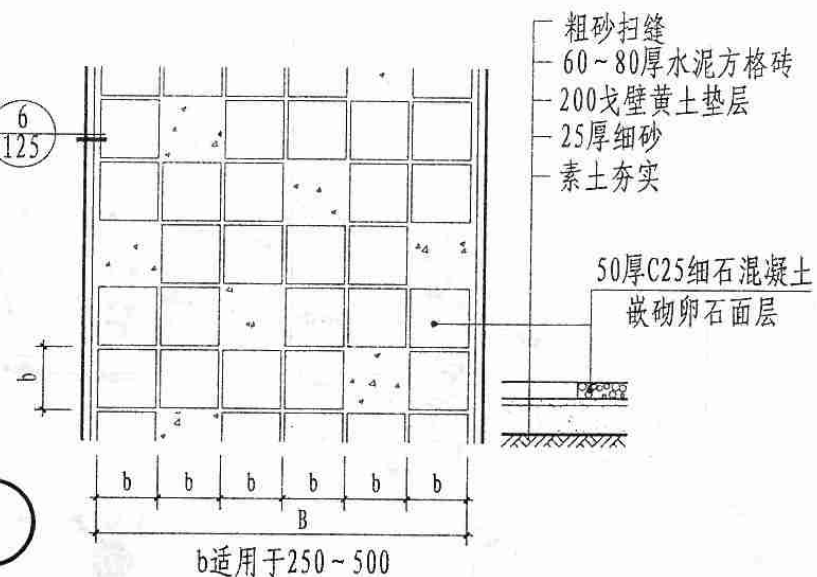 粗砂扫缝
60~80厚水泥方格砖
200戈壁黄土垫层
25厚细砂
素土夯实
6
125
50厚C25细石混凝土
嵌砌卵石面层
b
b b b b b b
B
b适用于250~500